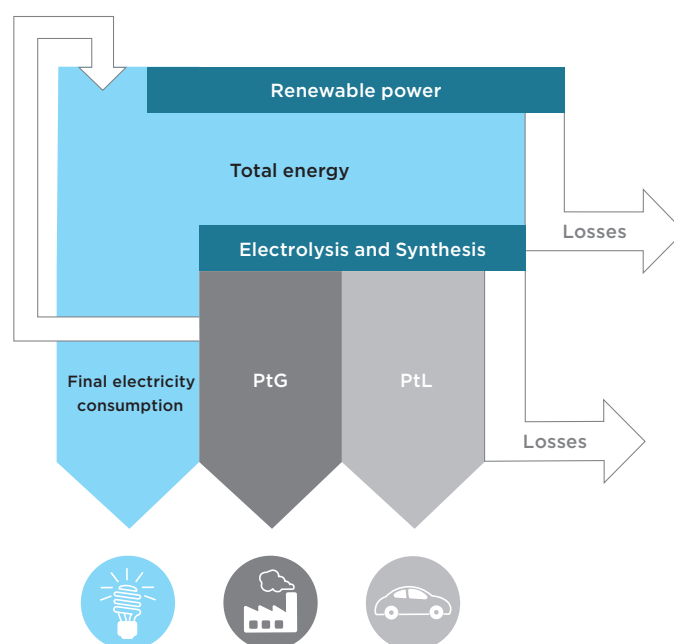 Renewable power
Total energy
Losses
Electrolysis and Synthesis
Final electricity
consumption
PtG
PtL
Losses